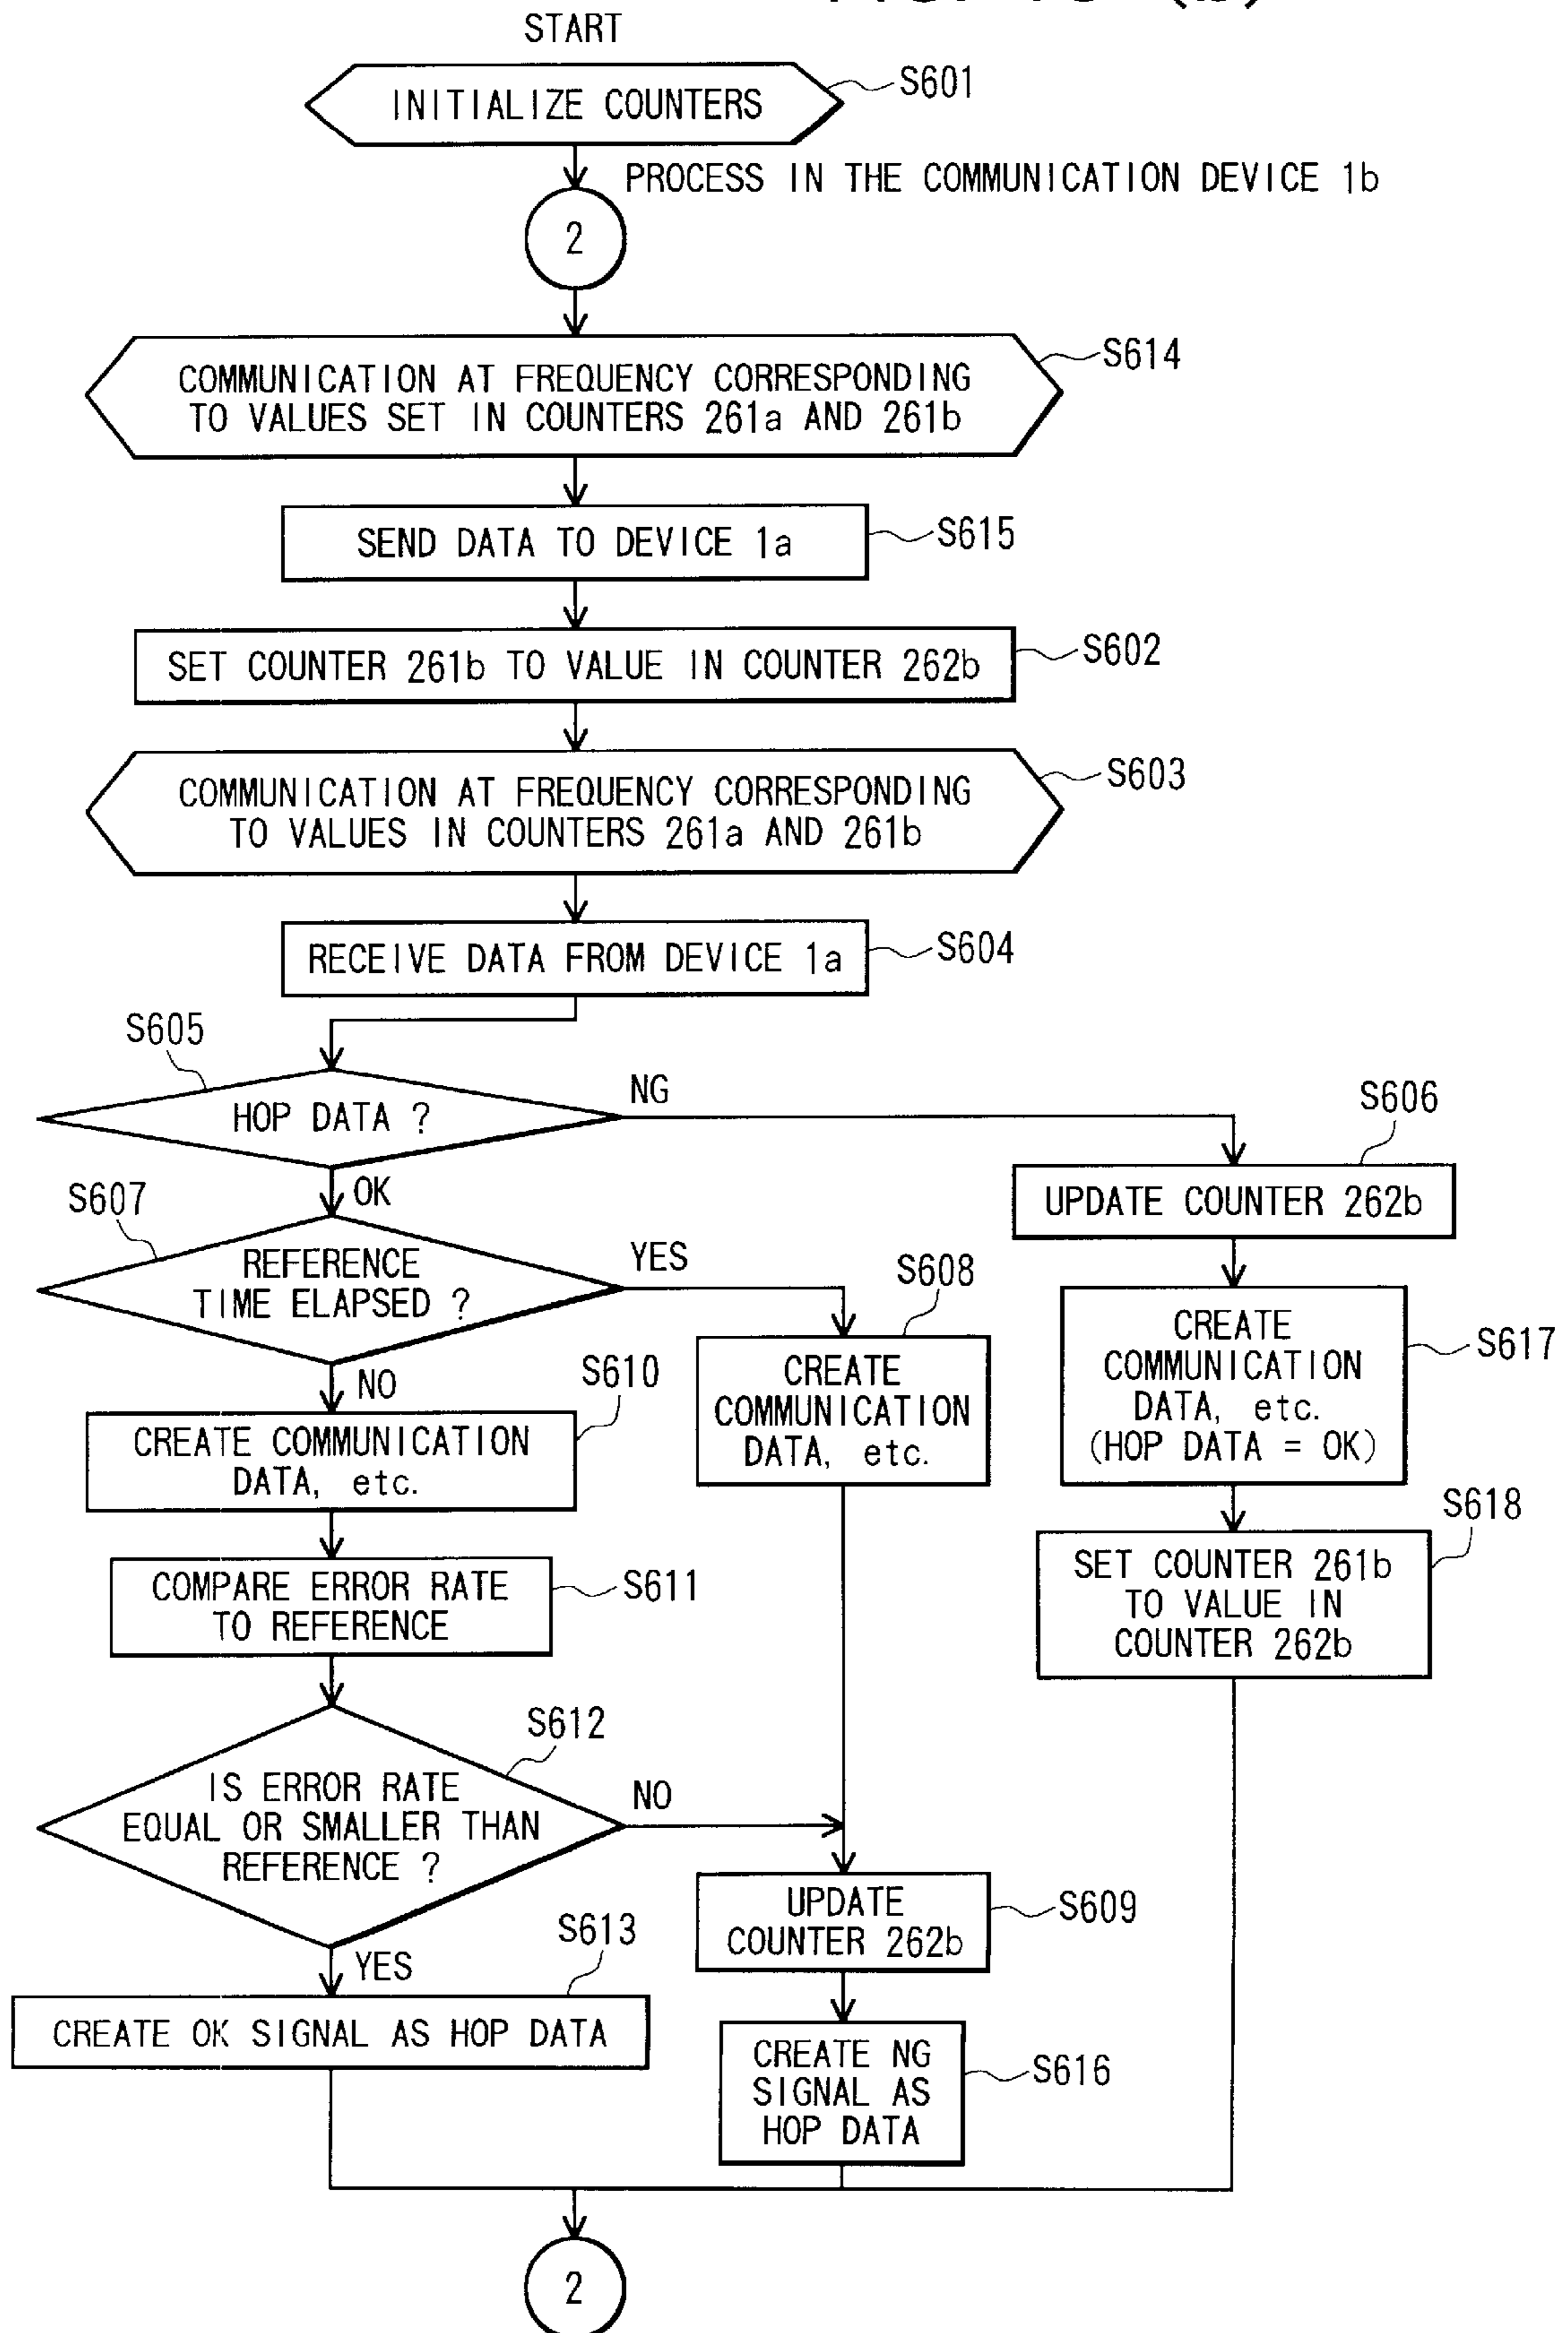 START
INITIALIZE COUNTERS
S601
PROCESS IN THE COMMUNICATION DEVICE 1b
2
COMMUNICATION AT FREQUENCY CORRESPONDING
TO VALUES SET IN COUNTERS 261a AND 261b
S614
SEND DATA TO DEVICE 1a
S615
SET COUNTER 261b TO VALUE IN COUNTER 262b
S602
COMMUNICATION AT FREQUENCY CORRESPONDING
TO VALUES IN COUNTERS 261a AND 261b
S603
RECEIVE DATA FROM DEVICE 1a
S604
S605
HOP DATA ?
NG
OK
S606
UPDATE COUNTER 262b
S607
REFERENCE
TIME ELAPSED ?
YES
NO
S608
CREATE
COMMUNICATION
DATA, etc.
CREATE
COMMUNICATION
DATA, etc.
(HOP DATA = OK)
S617
S610
CREATE COMMUNICATION
DATA, etc.
S618
SET COUNTER 261b
TO VALUE IN
COUNTER 262b
COMPARE ERROR RATE
TO REFERENCE
S611
S612
IS ERROR RATE
EQUAL OR SMALLER THAN
REFERENCE ?
NO
YES
UPDATE
COUNTER 262b
S609
S613
CREATE OK SIGNAL AS HOP DATA
CREATE NG
SIGNAL AS
HOP DATA
S616
2